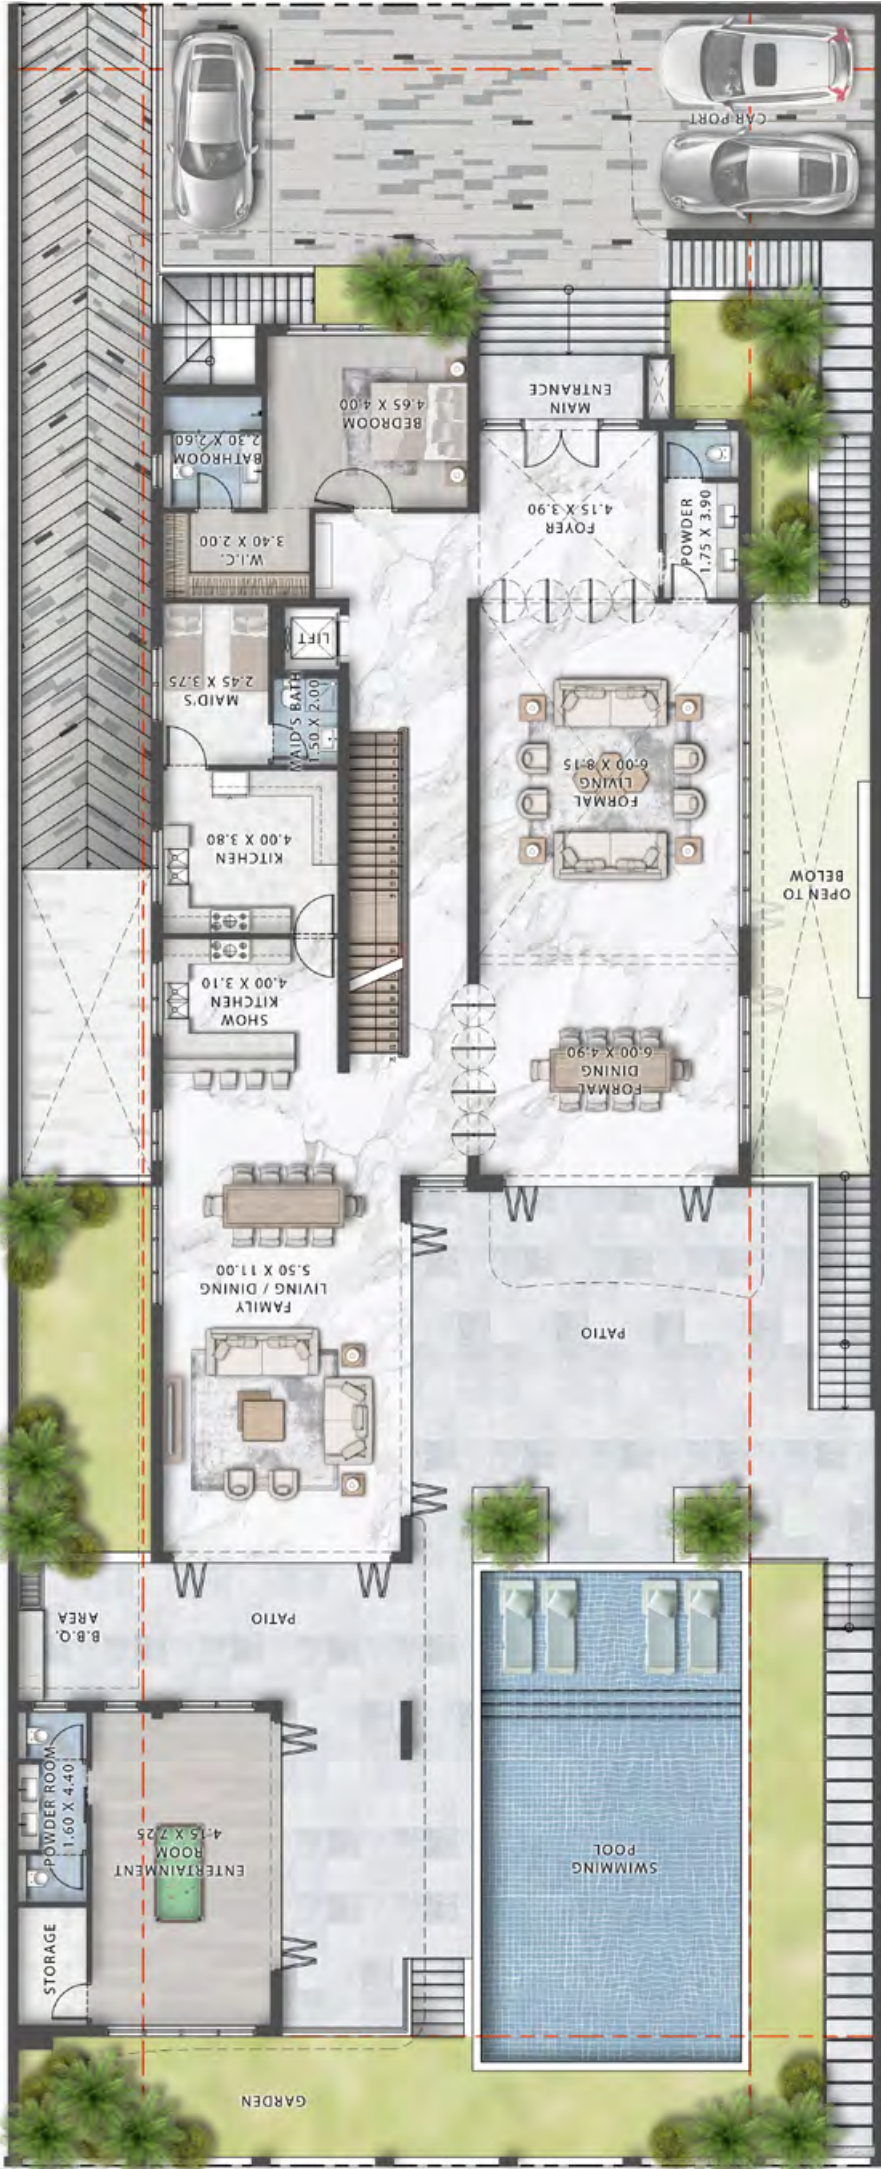 CAR PORT
MAIN
ENTRANCE
BEDROOM
4.65 X 4.00
BATHROOM
2.30 X 2.60
FOYER
4.15 X 3.90
POWDER
1.75 X 3.90
W.I.C.
3.40 X 2.00
LIFT
MAID'S
2.45 X 3.75
MAID'S BATH
1.50 X 2.00
FORMAL
LIVING
6.00 X 8.15
KITCHEN
4.00 X 3.80
OPEN TO
BELOW
SHOW
KITCHEN
4.00 X 3.10
FORMAL
DINING
6.00 X 4.90
FAMILY
LIVING / DINING
5.50 X 11.00
PATIO
B.B.Q.
AREA
PATIO
POWDER ROOM
1.60 X 4.40
ENTERTAINMENT
ROOM
4.15 X 7.25
SWIMMING
POOL
STORAGE
GARDEN